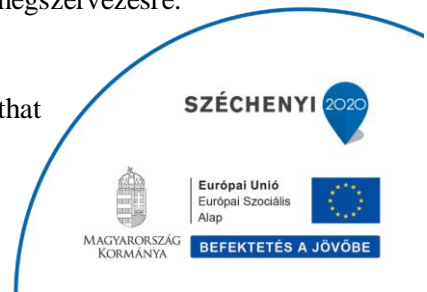 megszervezésre.
that
SZÉCHENYI 2020
Európai Unió
Európai Szociális
Alap
MAGYARORSZÁG
KORMÁNYA
BEFEKTETÉS A JÖVŐBE